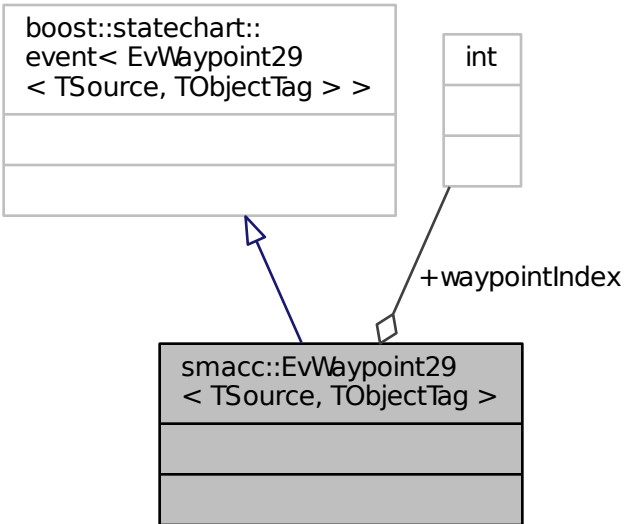 boost::statechart::
event< EvWaypoint29
< TSource, TObjectTag > >
int
+waypointIndex
smacc::EvWaypoint29
< TSource, TObjectTag >